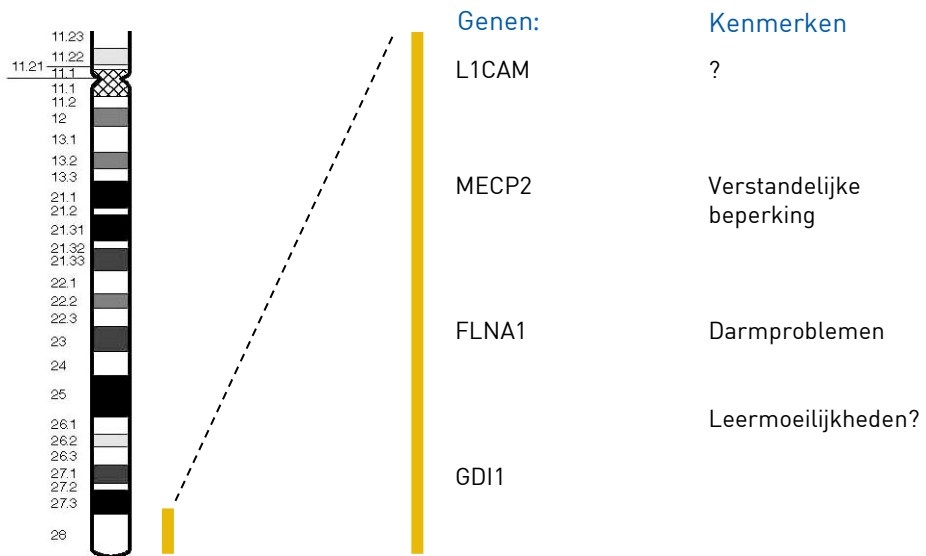 Genen:
Kenmerken
11.23
11.22
11.21
11.1
11.1
11.2
12
13.1
13.2
13.3
21.1
21.2
21.31
21.32
21.33
22.1
22.2
22.3
23
24
25
26.1
26.2
26.3
27.1
27.2
27.3
28
L1CAM
?
MECP2
Verstandelijke
beperking
FLNA1
Darmproblemen
Leermoeilijkheden?
GDI1